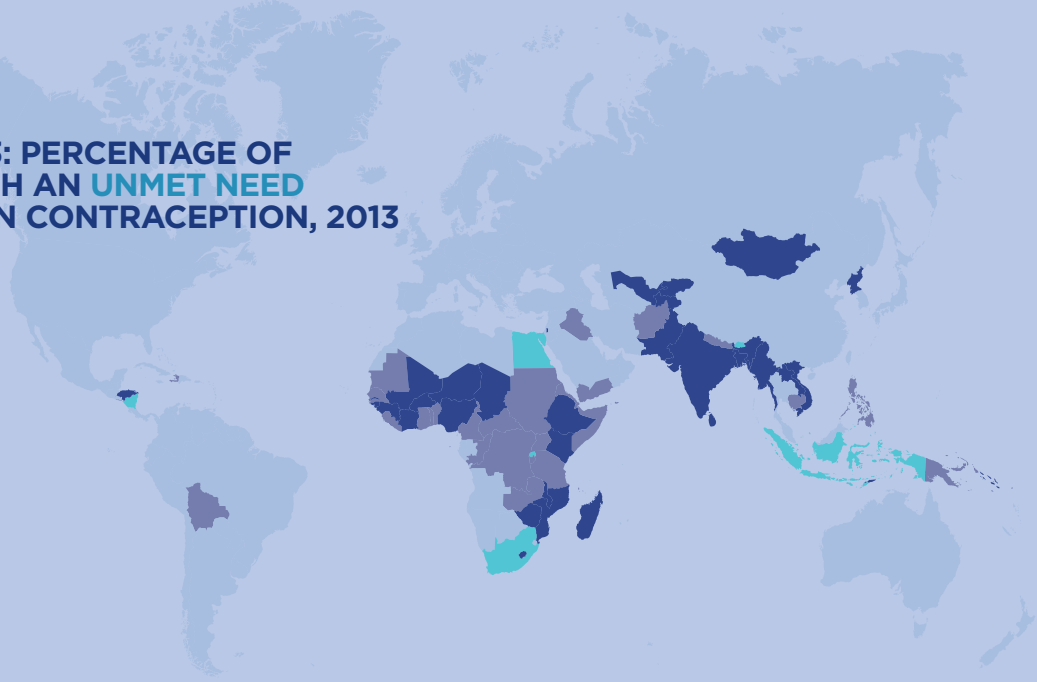 : PERCENTAGE OF
H AN UNMET NEED
N CONTRACEPTION, 2013